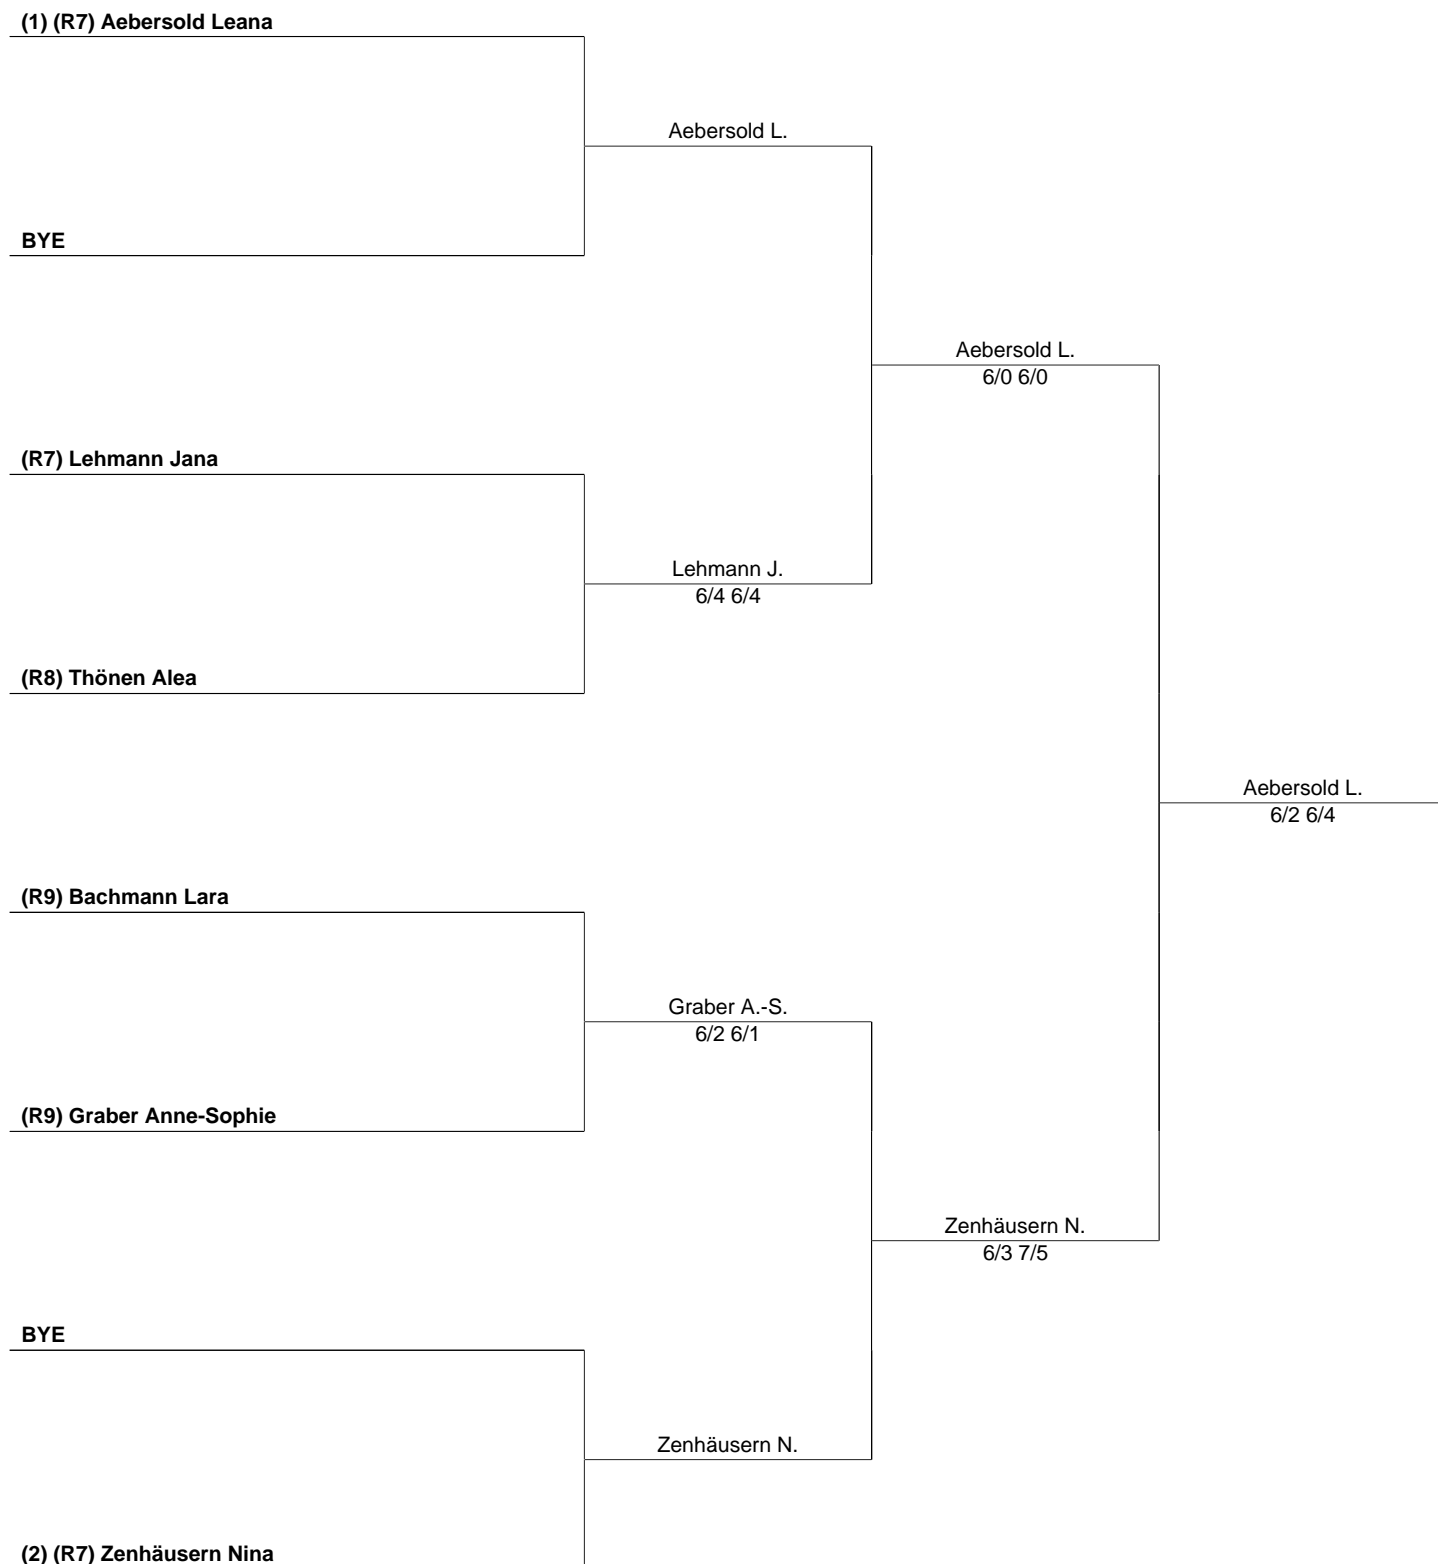 (1) (R7) Aebersold Leana
Aebersold L.
BYE
Aebersold L.
6/0 6/0
(R7) Lehmann Jana
Lehmann J.
6/4 6/4
(R8) Thönen Alea
Aebersold L.
6/2 6/4
(R9) Bachmann Lara
Graber A.-S.
6/2 6/1
(R9) Graber Anne-Sophie
Zenhäusern N.
6/3 7/5
BYE
Zenhäusern N.
(2) (R7) Zenhäusern Nina